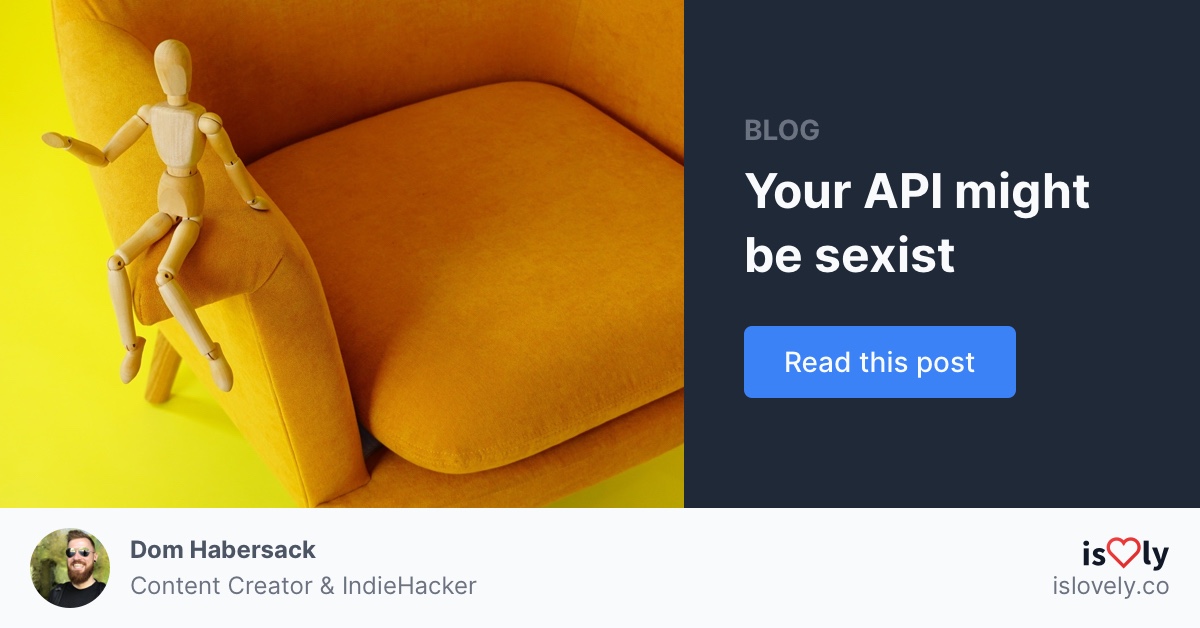 BLOG
Your API might
be sexist
Read this post
Dom Habersack
Content Creator & IndieHacker
is♡ly
islovely.co